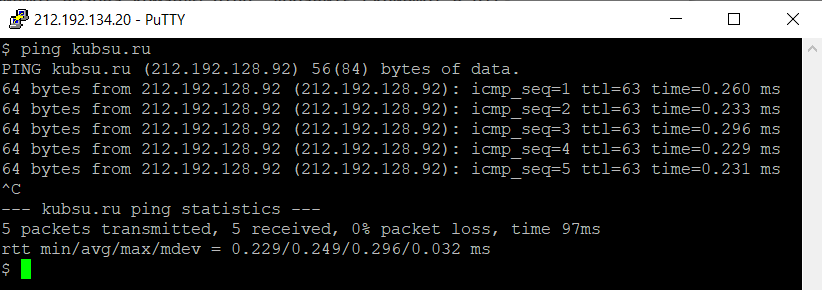 212.192.134.20 - PuTTY
$ ping kubsu.ru
PING kubsu.ru (212.192.128.92) 56(84) bytes of data.
64 bytes from 212.192.128.92 (212.192.128.92): icmp_seq=1 ttl=63 time=0.260 ms
64 bytes from 212.192.128.92 (212.192.128.92): icmp_seq=2 ttl=63 time=0.233 ms
64 bytes from 212.192.128.92 (212.192.128.92): icmp_seq=3 ttl=63 time=0.296 ms
64 bytes from 212.192.128.92 (212.192.128.92): icmp_seq=4 ttl=63 time=0.229 ms
64 bytes from 212.192.128.92 (212.192.128.92): icmp_seq=5 ttl=63 time=0.231 ms
^C
--- kubsu.ru ping statistics ---
5 packets transmitted, 5 received, 0% packet loss, time 97ms
rtt min/avg/max/mdev = 0.229/0.249/0.296/0.032 ms
$